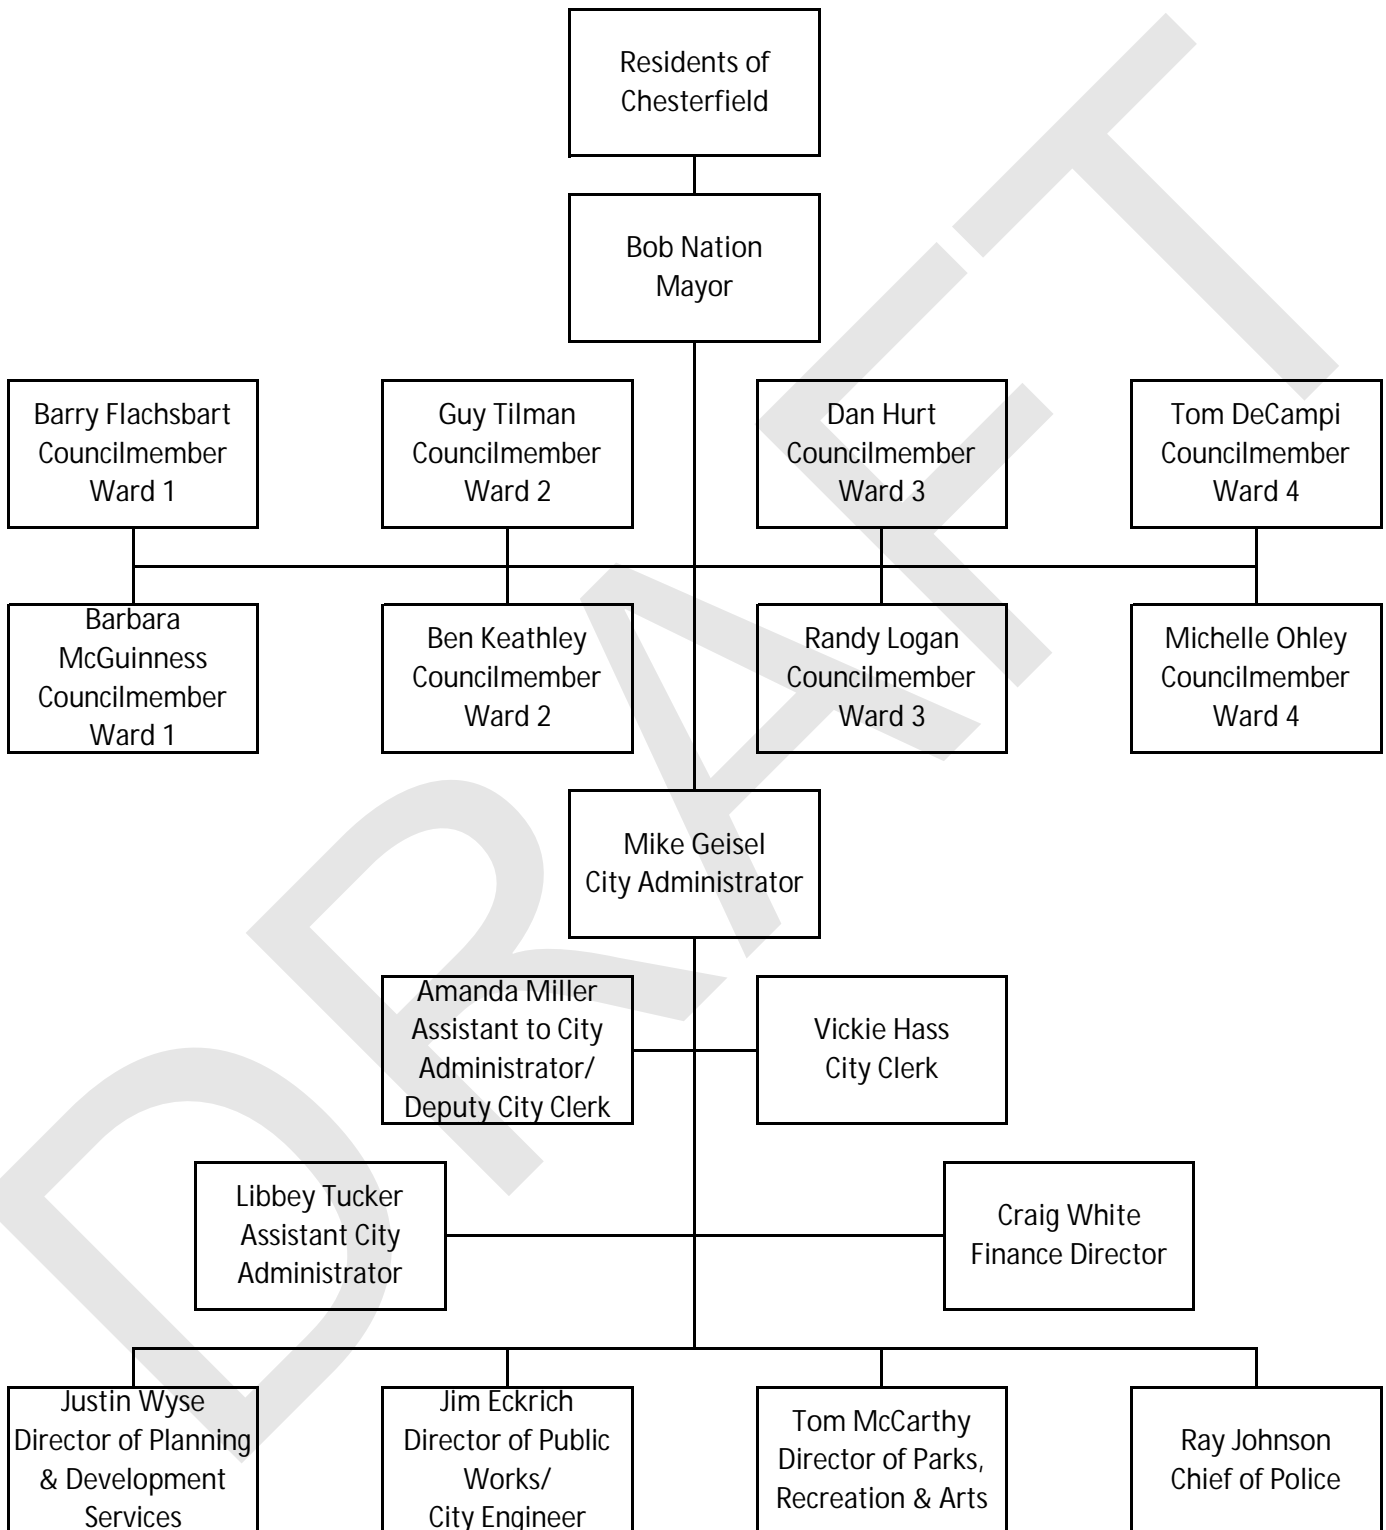 Residents of
Chesterfield
Bob Nation
Mayor
Barry Flachsbart
Councilmember
Ward 1
Guy Tilman
Councilmember
Ward 2
Dan Hurt
Councilmember
Ward 3
Tom DeCampi
Councilmember
Ward 4
Barbara
McGuinness
Councilmember
Ward 1
Ben Keathley
Councilmember
Ward 2
Randy Logan
Councilmember
Ward 3
Michelle Ohley
Councilmember
Ward 4
Mike Geisel
City Administrator
Amanda Miller
Assistant to City
Administrator/
Deputy City Clerk
Vickie Hass
City Clerk
Libbey Tucker
Assistant City
Administrator
Craig White
Finance Director
Justin Wyse
Director of Planning
& Development
Services
Jim Eckrich
Director of Public
Works/
City Engineer
Tom McCarthy
Director of Parks,
Recreation & Arts
Ray Johnson
Chief of Police
DRAFT